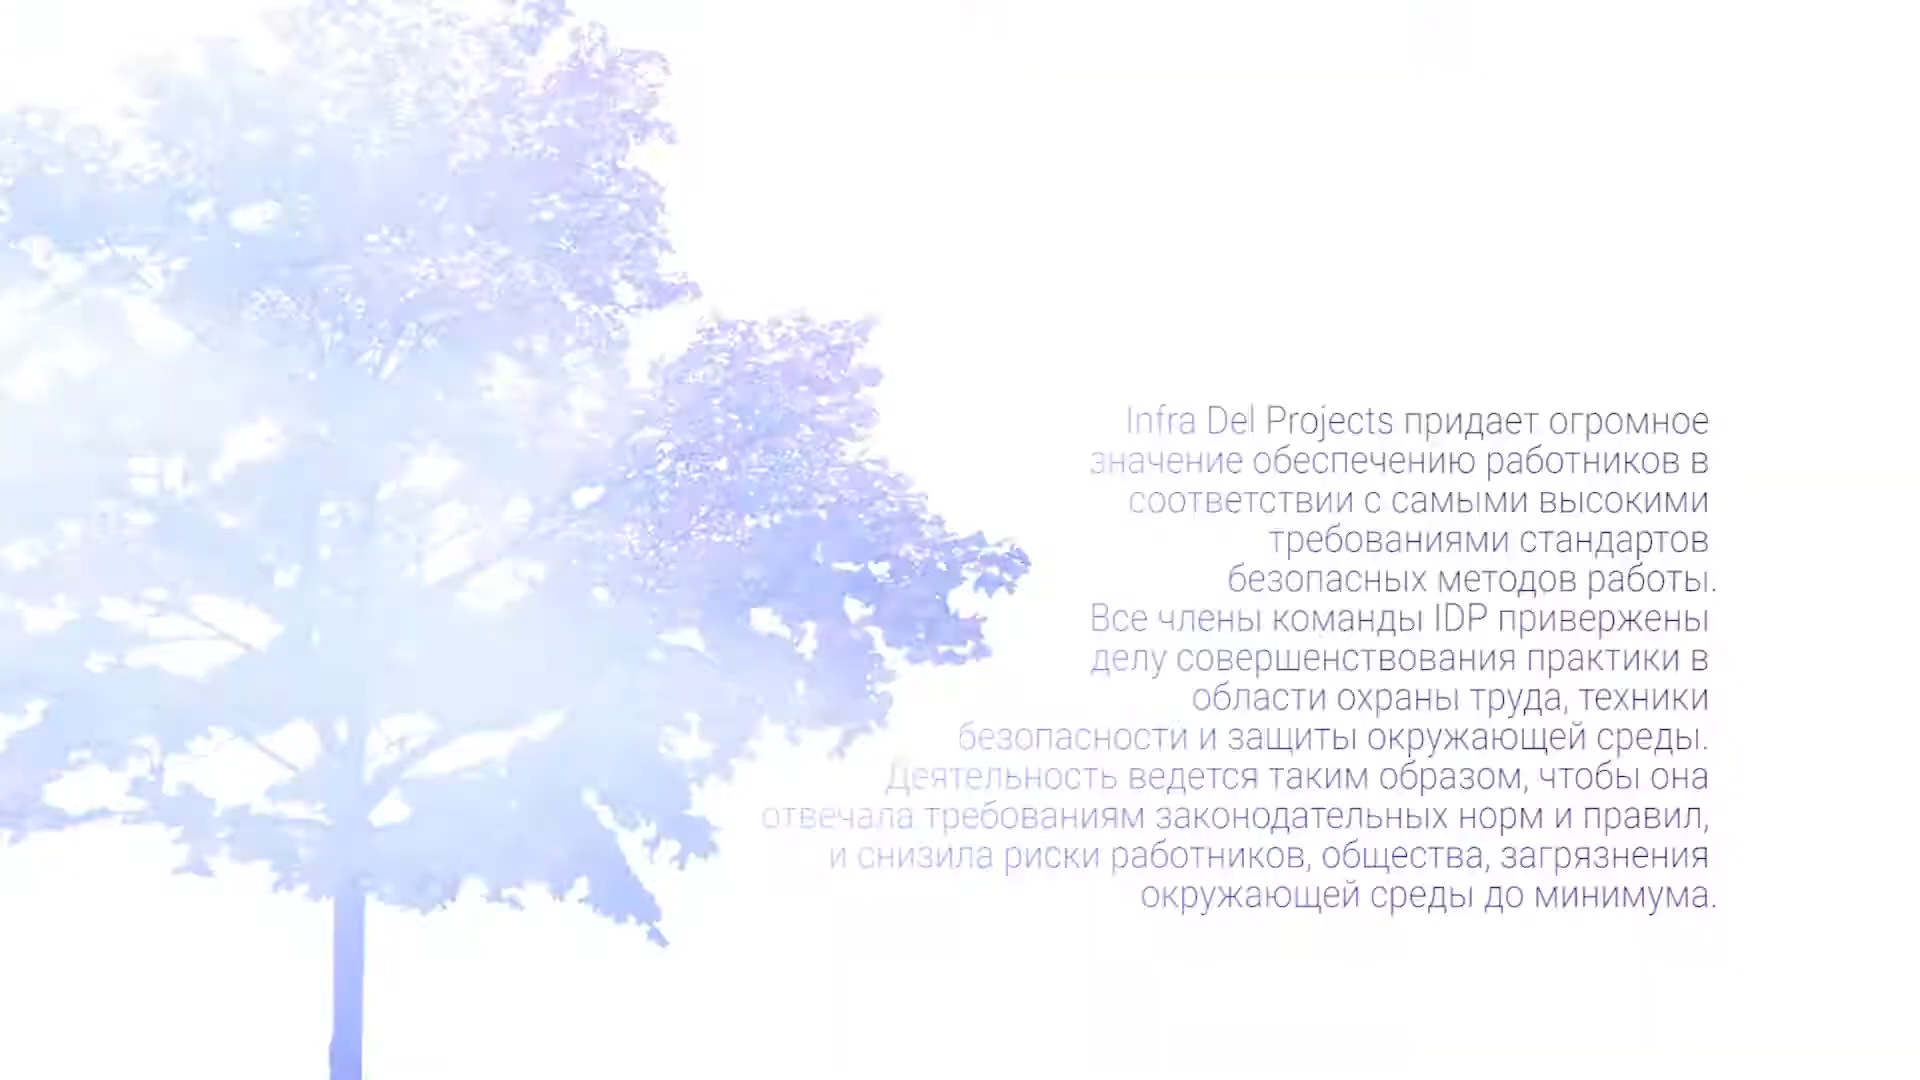 Infra Del Projects придает огромное
значение обеспечению работников в
соответствии с самыми высокими
требованиями стандартов
безопасных методов работы.
Все члены команды IDP привержены
делу совершенствования практики в
области охраны труда, техники
безопасности и защиты окружающей среды.
Деятельность ведется таким образом, чтобы она
отвечала требованиям законодательных норм и правил,
и снизила риски работников, общества, загрязнения
окружающей среды до минимума.